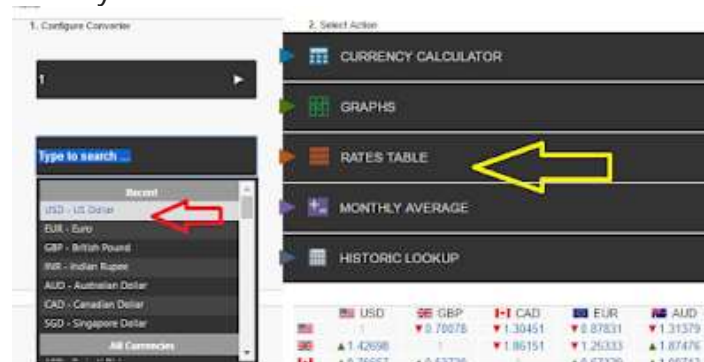 1. Configure Converter
1
Type to search ...
Recent
USD - US Dollar
EUR - Euro
GBP - British Pound
INR - Indian Rupee
AUD - Australian Dollar
CAD - Canadian Dollar
SGD - Singapore Dollar
All Currencies
2. Select Action
CURRENCY CALCULATOR
GRAPHS
RATES TABLE
MONTHLY AVERAGE
HISTORIC LOOKUP
USD GBP CAD EUR AUD
1 ▼0.70078 ▼1.30451 ▼0.87831 ▼1.31379
▲1.42698 1 ▼1.86151 ▼1.25333 ▲1.87476